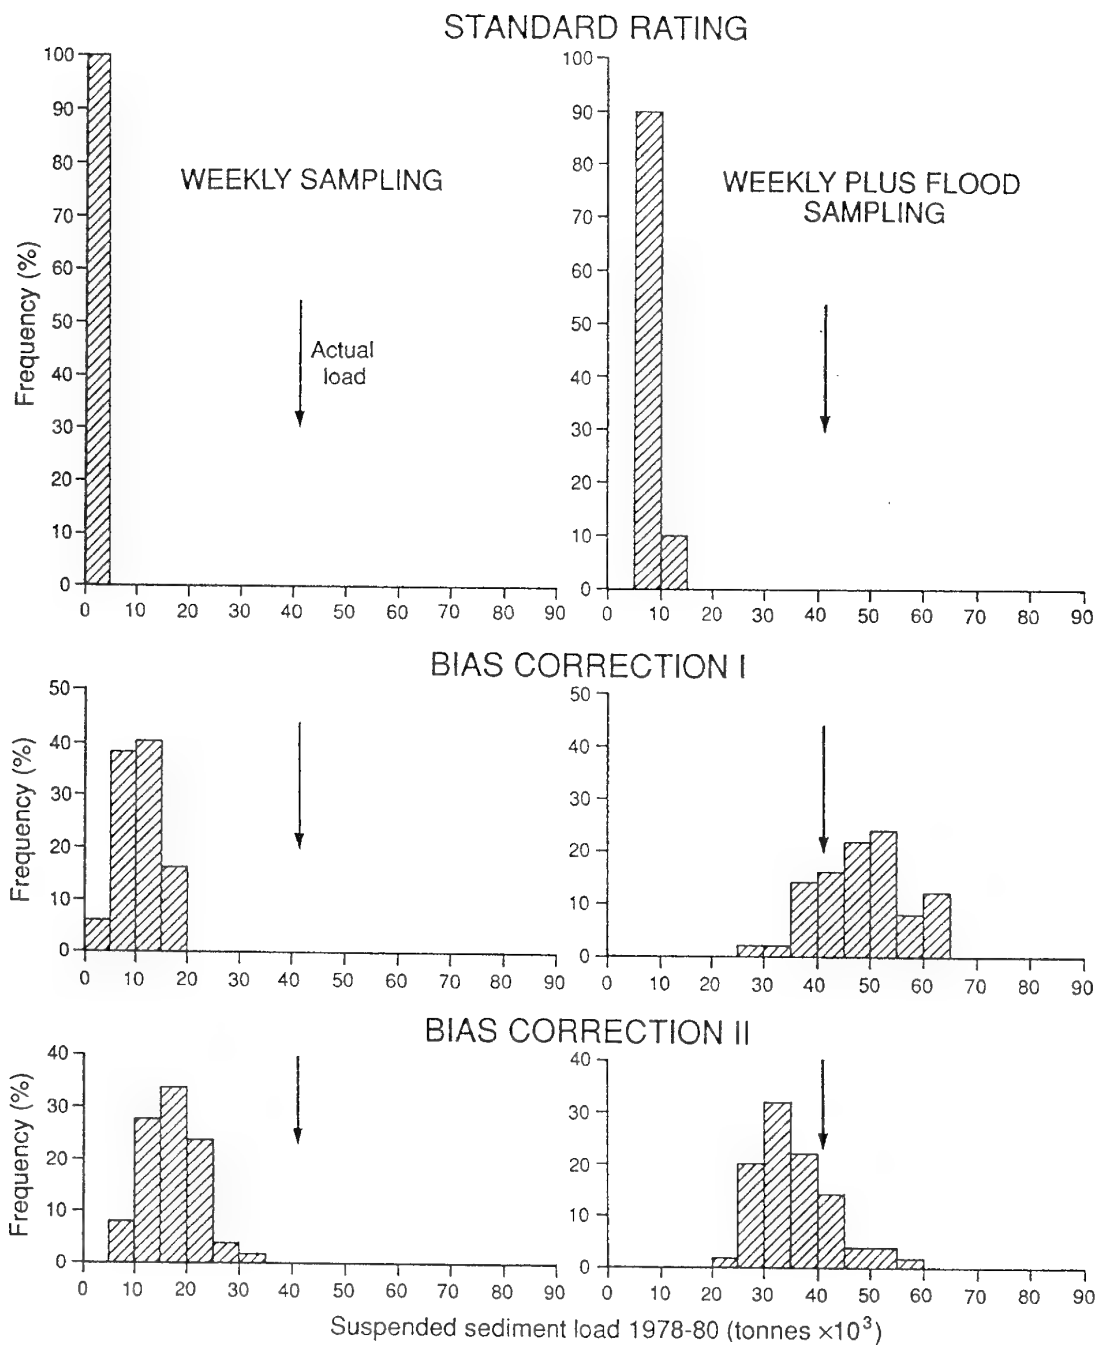 STANDARD RATING
100
90
80
70
60
50
40
30
20
10
0
Frequency (%)
WEEKLY SAMPLING
Actual
load
0 10 20 30 40 50 60 70 80 90
100
90
80
70
60
50
40
30
20
10
0
WEEKLY PLUS FLOOD
SAMPLING
0 10 20 30 40 50 60 70 80 90
BIAS CORRECTION I
50
40
30
20
10
0
Frequency (%)
0 10 20 30 40 50 60 70 80 90
50
40
30
20
10
0
0 10 20 30 40 50 60 70 80 90
BIAS CORRECTION II
40
30
20
10
0
Frequency (%)
0 10 20 30 40 50 60 70 80 90
40
30
20
10
0
0 10 20 30 40 50 60 70 80 90
Suspended sediment load 1978-80 (tonnes ×10³)